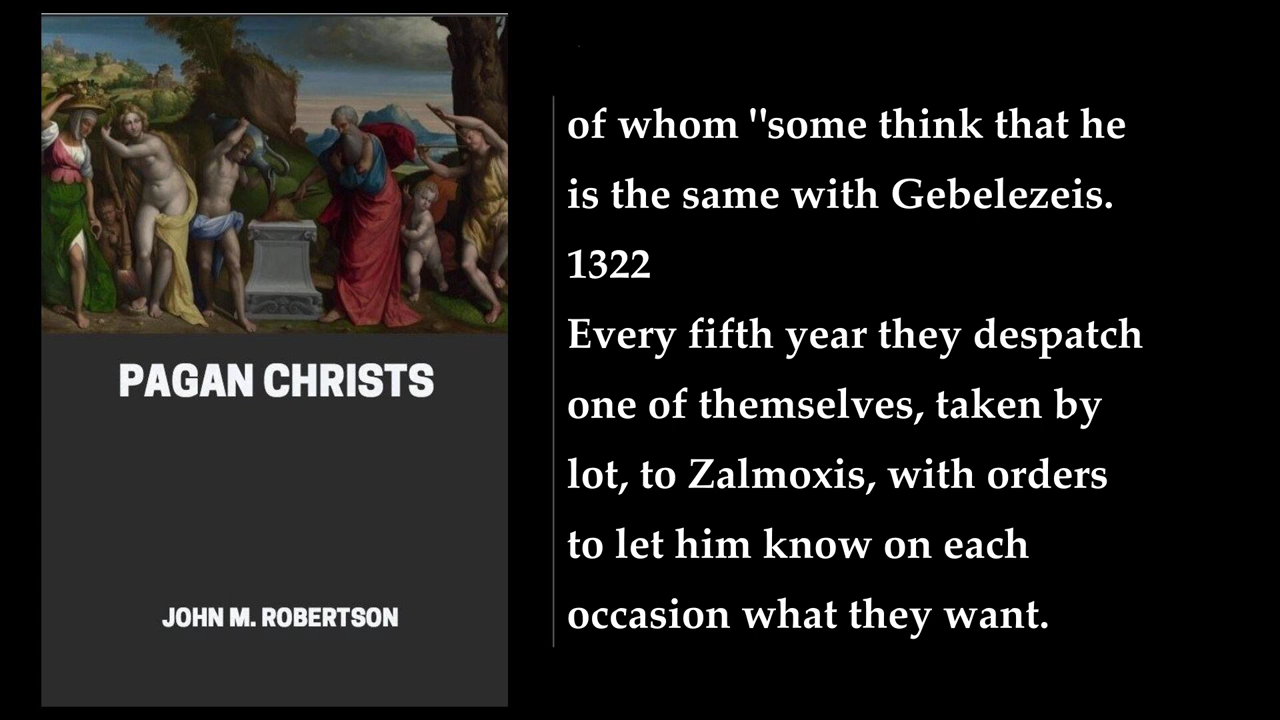 PAGAN CHRISTS
JOHN M. ROBERTSON
of whom "some think that he
is the same with Gebelezeis.
1322
Every fifth year they despatch
one of themselves, taken by
lot, to Zalmoxis, with orders
to let him know on each
occasion what they want.